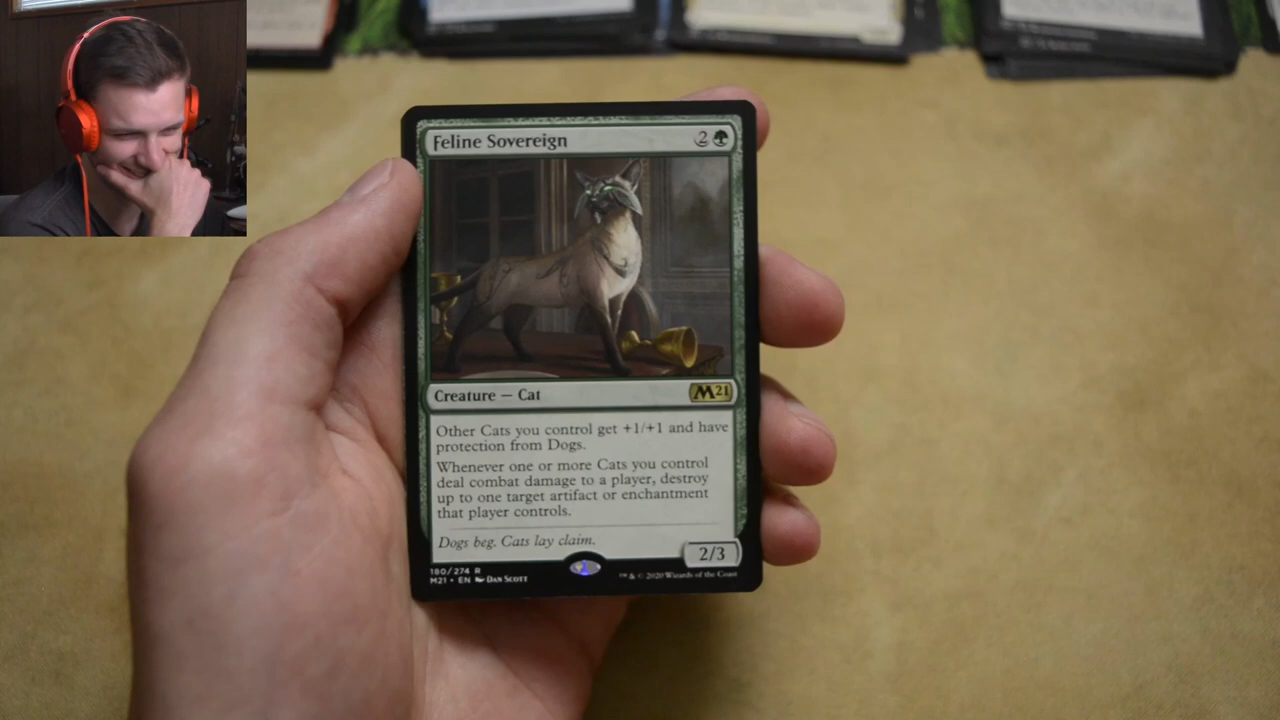 Feline Sovereign 2
Creature — Cat M21
Other Cats you control get +1/+1 and have
protection from Dogs.
Whenever one or more Cats you control
deal combat damage to a player, destroy
up to one target artifact or enchantment
that player controls.
Dogs beg. Cats lay claim.
2/3
180/274 R
M21 • EN Dan Scott ™ & © 2020 Wizards of the Coast